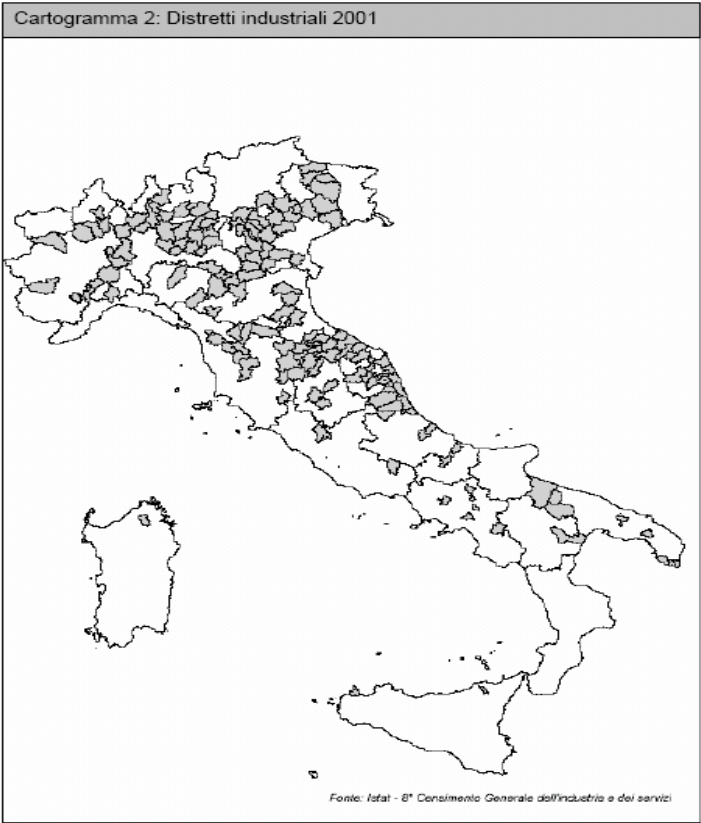 Cartogramma 2: Distretti industriali 2001
Fonte: Istat - 8° Censimento Generale dell'industria e dei servizi